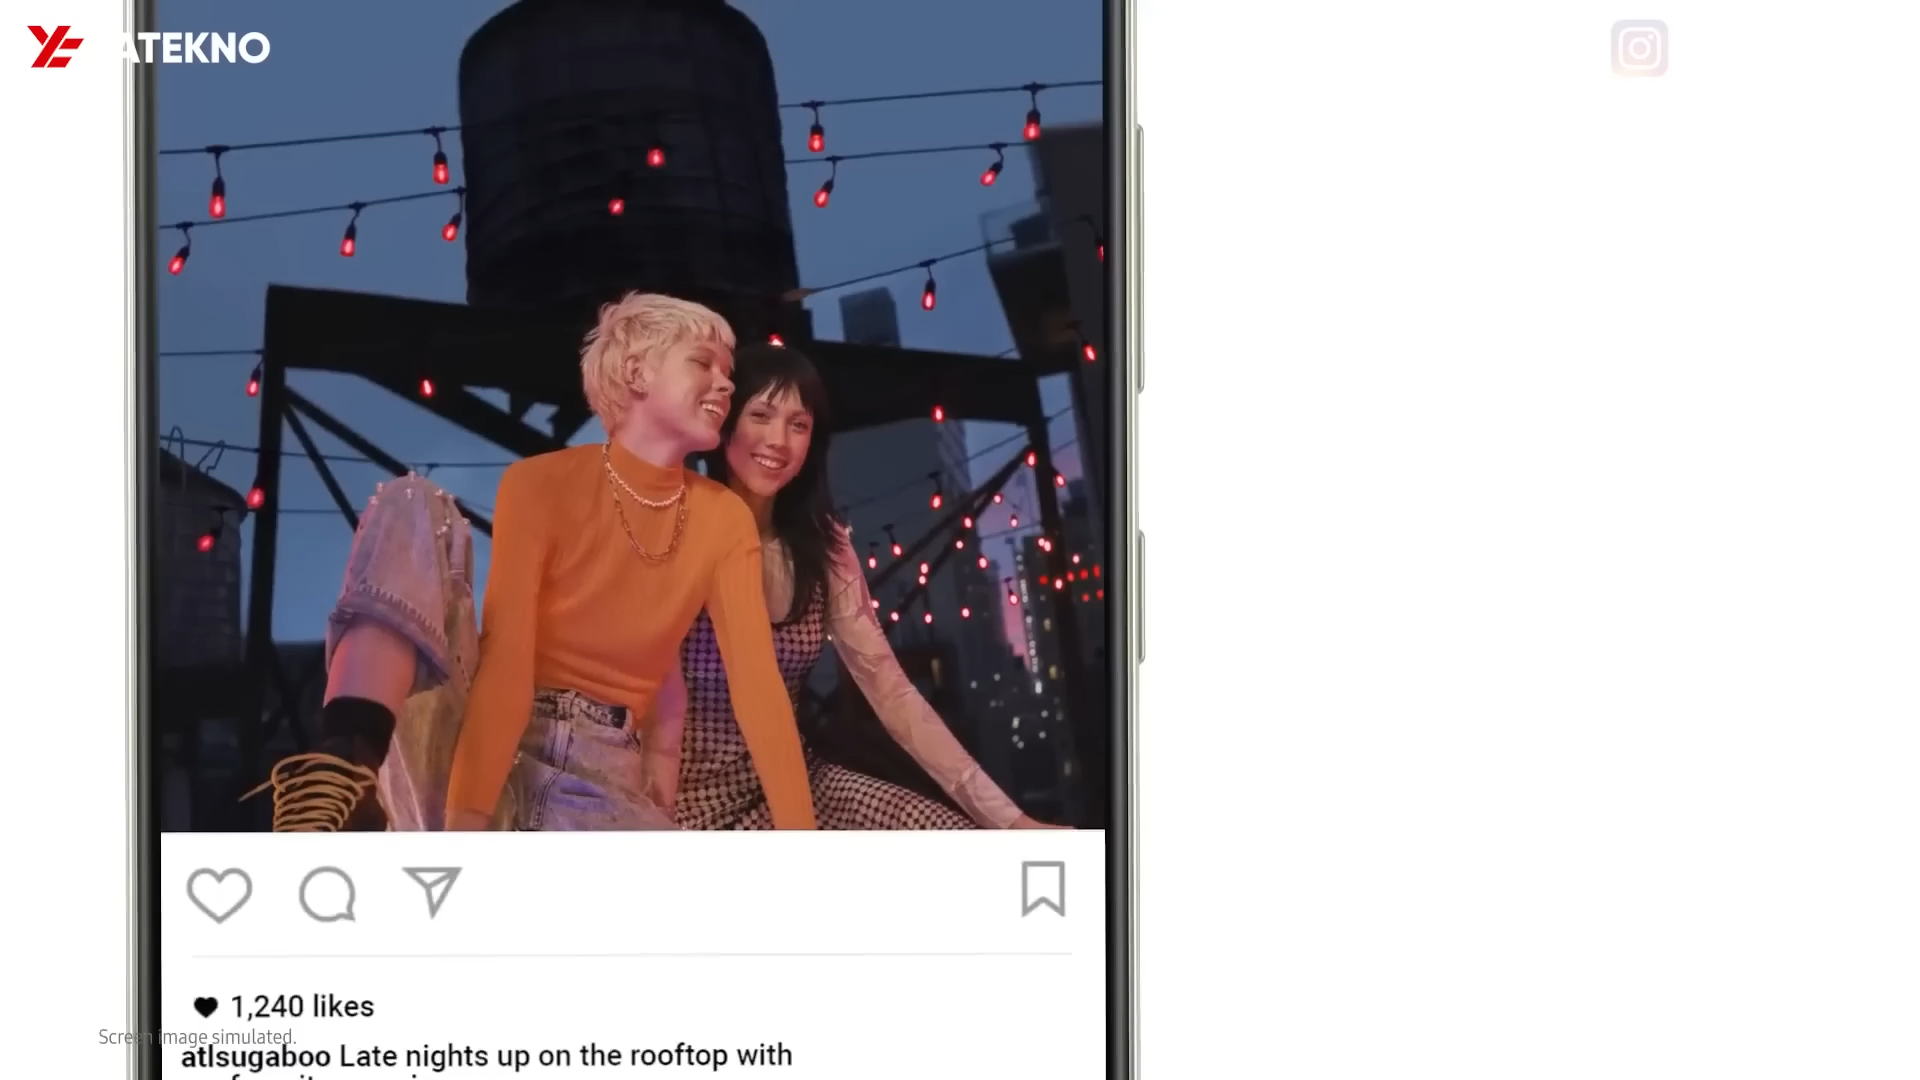 ATEKNO
1,240 likes
Screen image simulated.
atlsugaboo Late nights up on the rooftop with